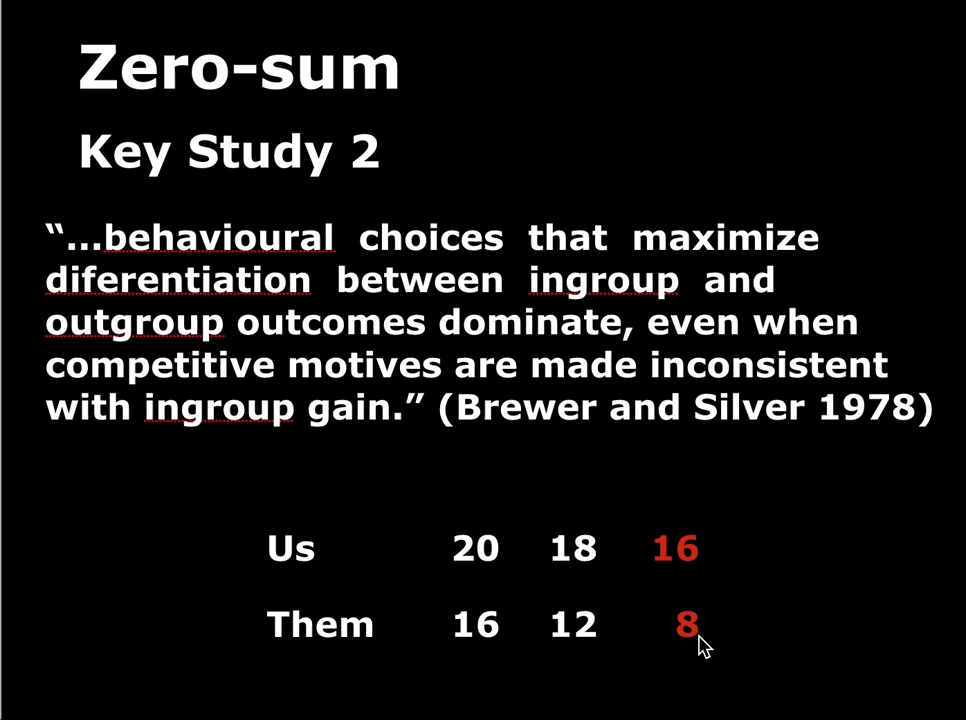 Zero-sum
Key Study 2
“...behavioural choices that maximize
diferentiation between ingroup and
outgroup outcomes dominate, even when
competitive motives are made inconsistent
with ingroup gain.” (Brewer and Silver 1978)
Us 20 18 16
Them 16 12 8